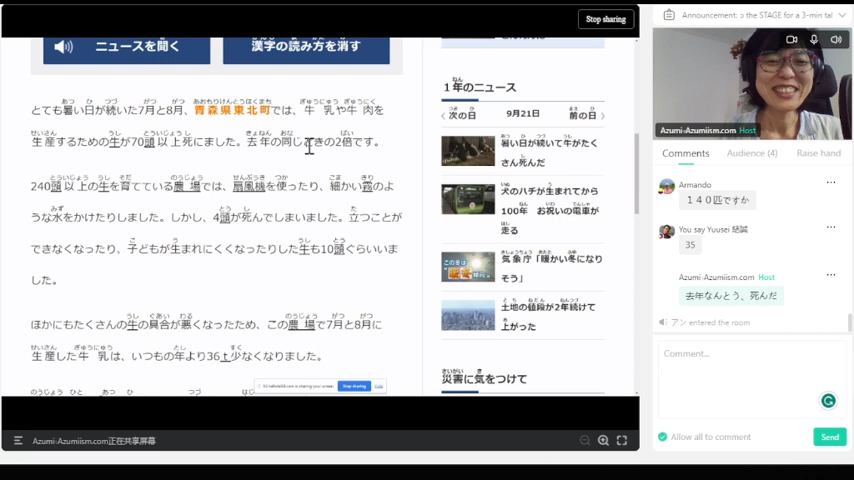 Stop sharing
ニュースを聞く
漢字の読み方を消す
とても暑い日が続いた7月と8月、青森県東北町では、牛乳や牛肉を
生産するための牛が70頭以上死にました。去年の同じときの2倍です。
240頭以上の牛を育てている農場では、扇風機を使ったり、細かい霧のよ
うな水をかけたりしました。しかし、4頭が死んでしまいました。立つことが
できなくなったり、子どもが生まれにくくなったりした牛も10頭ぐらいいま
した。
ほかにもたくさんの牛の具合が悪くなったため、この農場で7月と8月に
生産した牛乳は、いつもの年より36t少なくなりました。
Stop sharing
Hide
1年のニュース
次の日
9月21日
前の日
暑い日が続いて牛がたく
さん死んだ
犬のハチが生まれてから
100年 お祝いの電車が
走る
気象庁「暖かい冬になり
そう」
土地の値段が2年続けて
上がった
災害に気をつけて
Azumi-Azumiism.com正在共享屏幕
Announcement: o the STAGE for a 3-min tal
Azumi-Azumiism.com Host
Comments
Audience (4)
Raise hand
Armando
１４０匹ですか
You say Yuusei 結誠
35
Azumi-Azumiism.com Host
去年なんとう、死んだ
アン entered the room
Comment...
Allow all to comment
Send